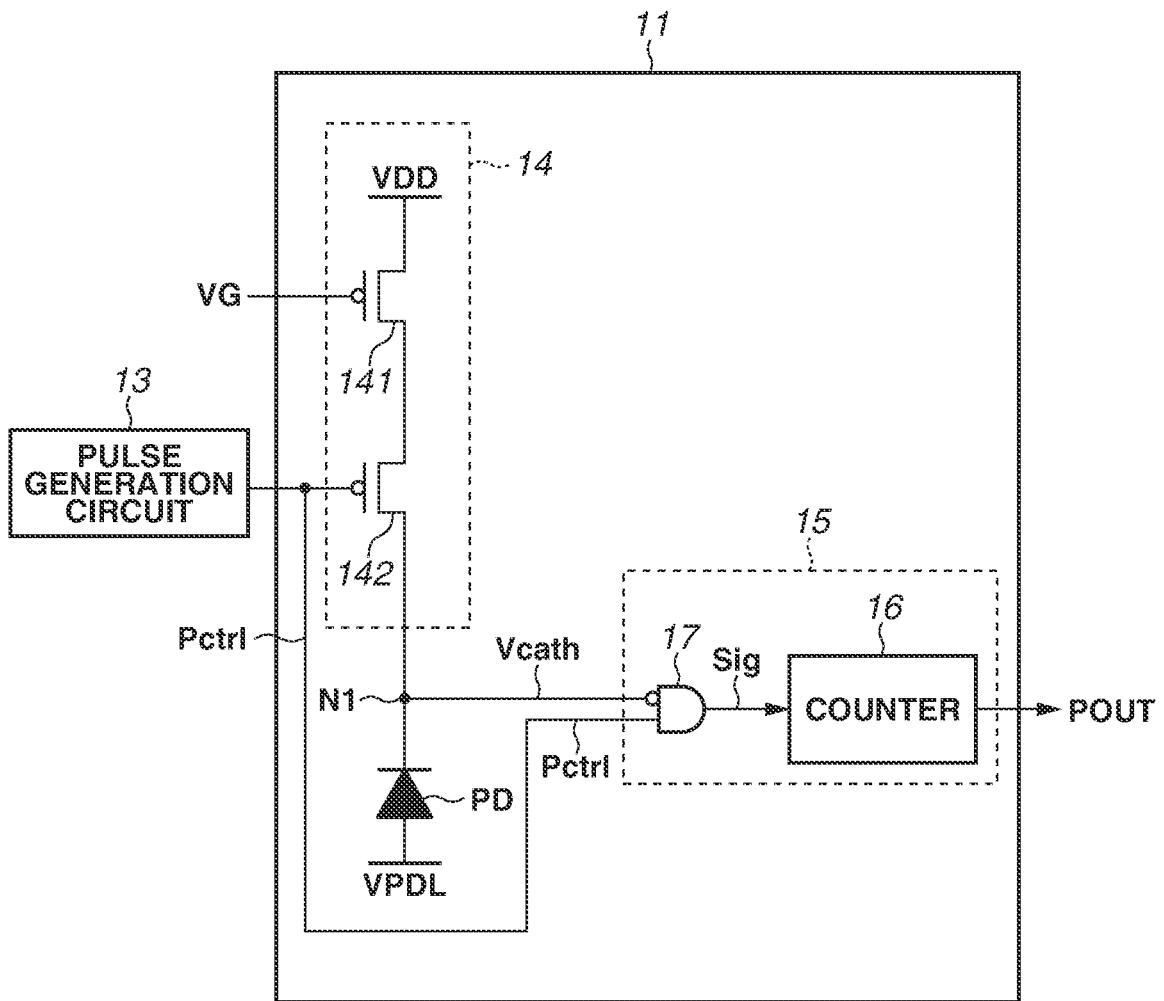 11
14
VDD
VG
141
13
PULSE
GENERATION
CIRCUIT
142
15
Pctrl
Vcath
17
Sig
16
N1
COUNTER
POUT
Pctrl
PD
VPDL